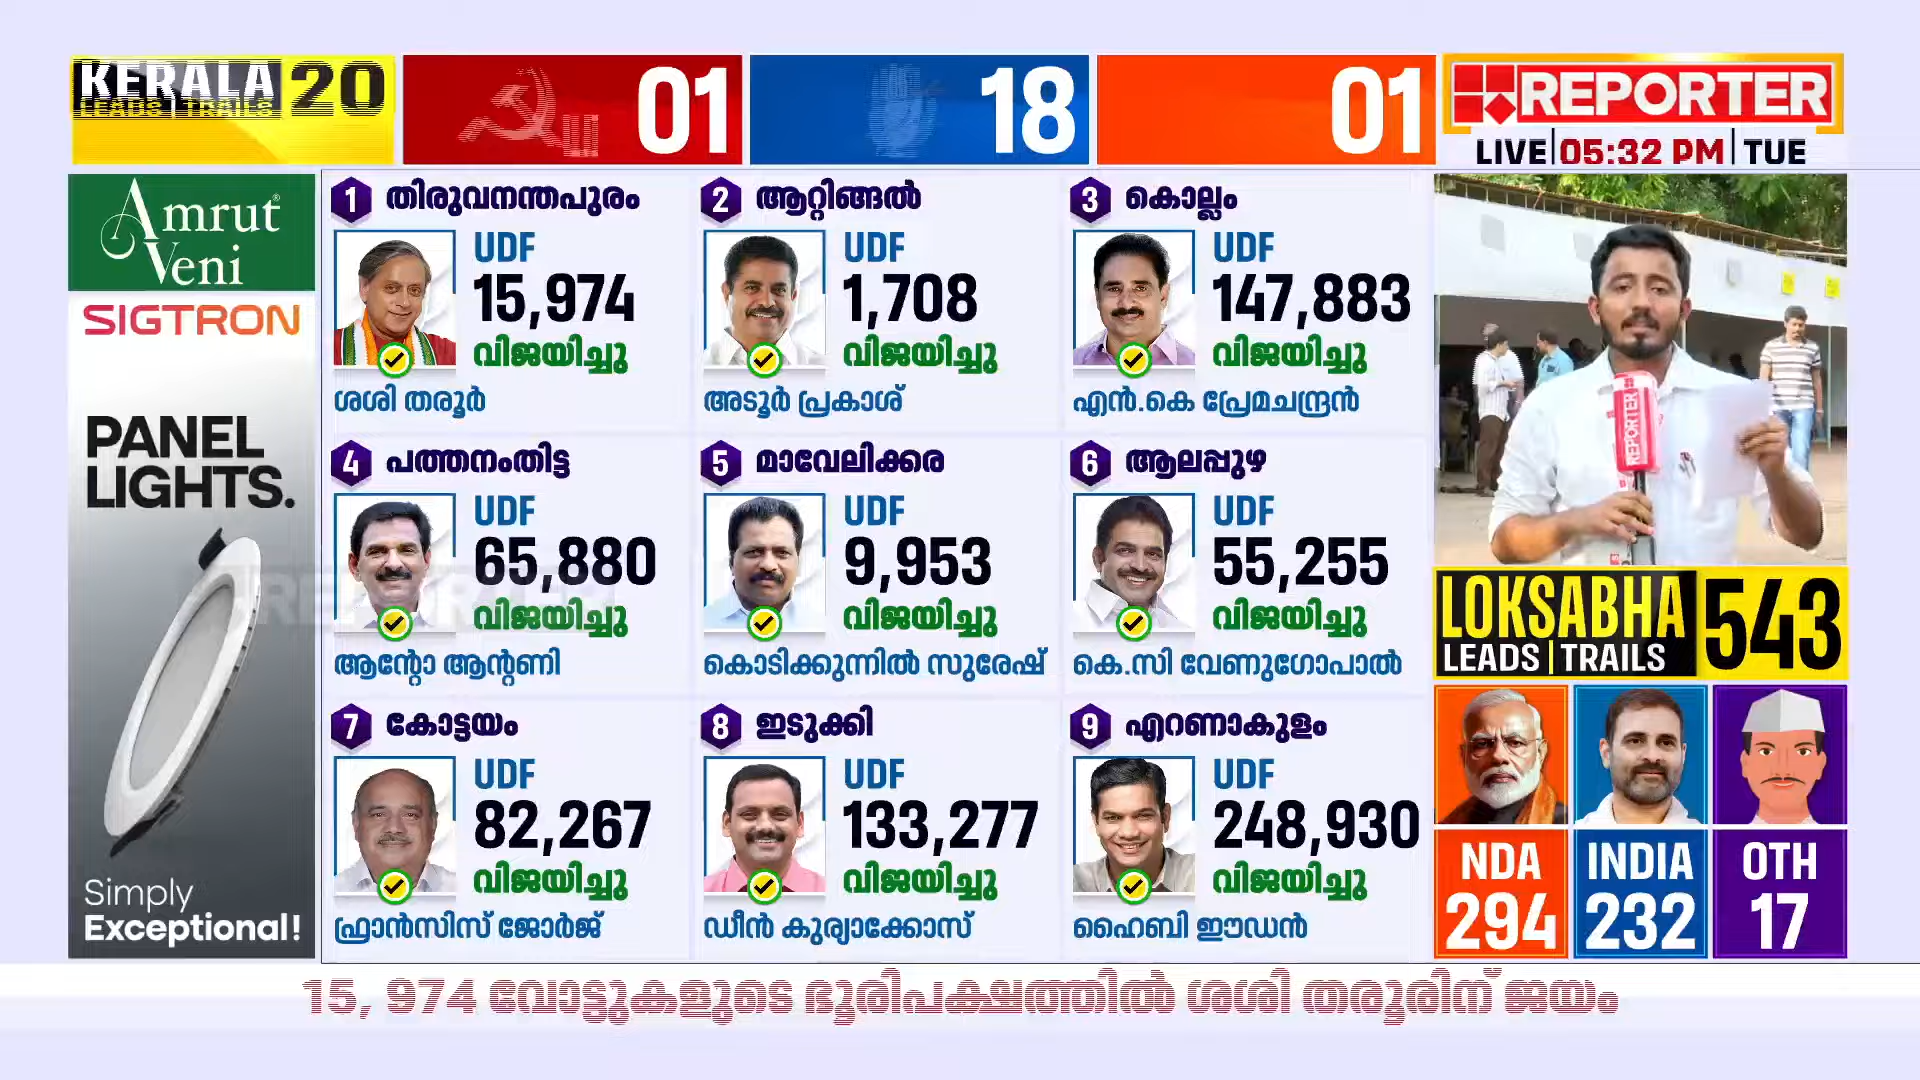 KERALA 20
LEADS | TRAILS
01
18
01
REPORTER
LIVE | 05:32 PM | TUE
Amrut
Veni
SIGTRON
PANEL
LIGHTS.
Simply
Exceptional!
1 തിരുവനന്തപുരം
UDF
15,974
വിജയിച്ചു
ശശി തരൂർ
2 ആറ്റിങ്ങൽ
UDF
1,708
വിജയിച്ചു
അടൂർ പ്രകാശ്
3 കൊല്ലം
UDF
147,883
വിജയിച്ചു
എൻ.കെ പ്രേമചന്ദ്രൻ
4 പത്തനംതിട്ട
UDF
65,880
വിജയിച്ചു
ആന്റോ ആന്റണി
5 മാവേലിക്കര
UDF
9,953
വിജയിച്ചു
കൊടിക്കുന്നിൽ സുരേഷ്
6 ആലപ്പുഴ
UDF
55,255
വിജയിച്ചു
കെ.സി വേണുഗോപാൽ
7 കോട്ടയം
UDF
82,267
വിജയിച്ചു
ഫ്രാൻസിസ് ജോർജ്
8 ഇടുക്കി
UDF
133,277
വിജയിച്ചു
ഡീൻ കുര്യാക്കോസ്
9 എറണാകുളം
UDF
248,930
വിജയിച്ചു
ഹൈബി ഈഡൻ
REPORTER
LOKSABHA 543
LEADS | TRAILS
NDA
294
INDIA
232
OTH
17
15, 974 വോട്ടുകളുടെ ഭൂരിപക്ഷത്തിൽ ശശി തരൂരിന് ജയം